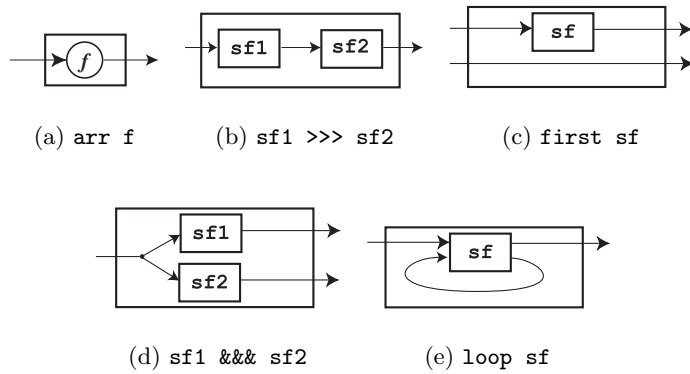 f
sf1 sf2
sf
(a) arr f
(b) sf1 >>> sf2
(c) first sf
sf1
sf2
sf
(d) sf1 &&& sf2
(e) loop sf